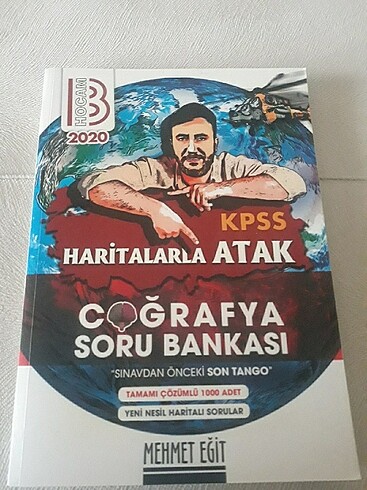 B
HOCAM
2020
KPSS
HARİTALARLA ATAK
COĞRAFYA
SORU BANKASI
"SINAVDAN ÖNCEKİ SON TANGO"
TAMAMI ÇÖZÜMLÜ 1000 ADET
YENİ NESİL HARİTALI SORULAR
MEHMET EĞİT